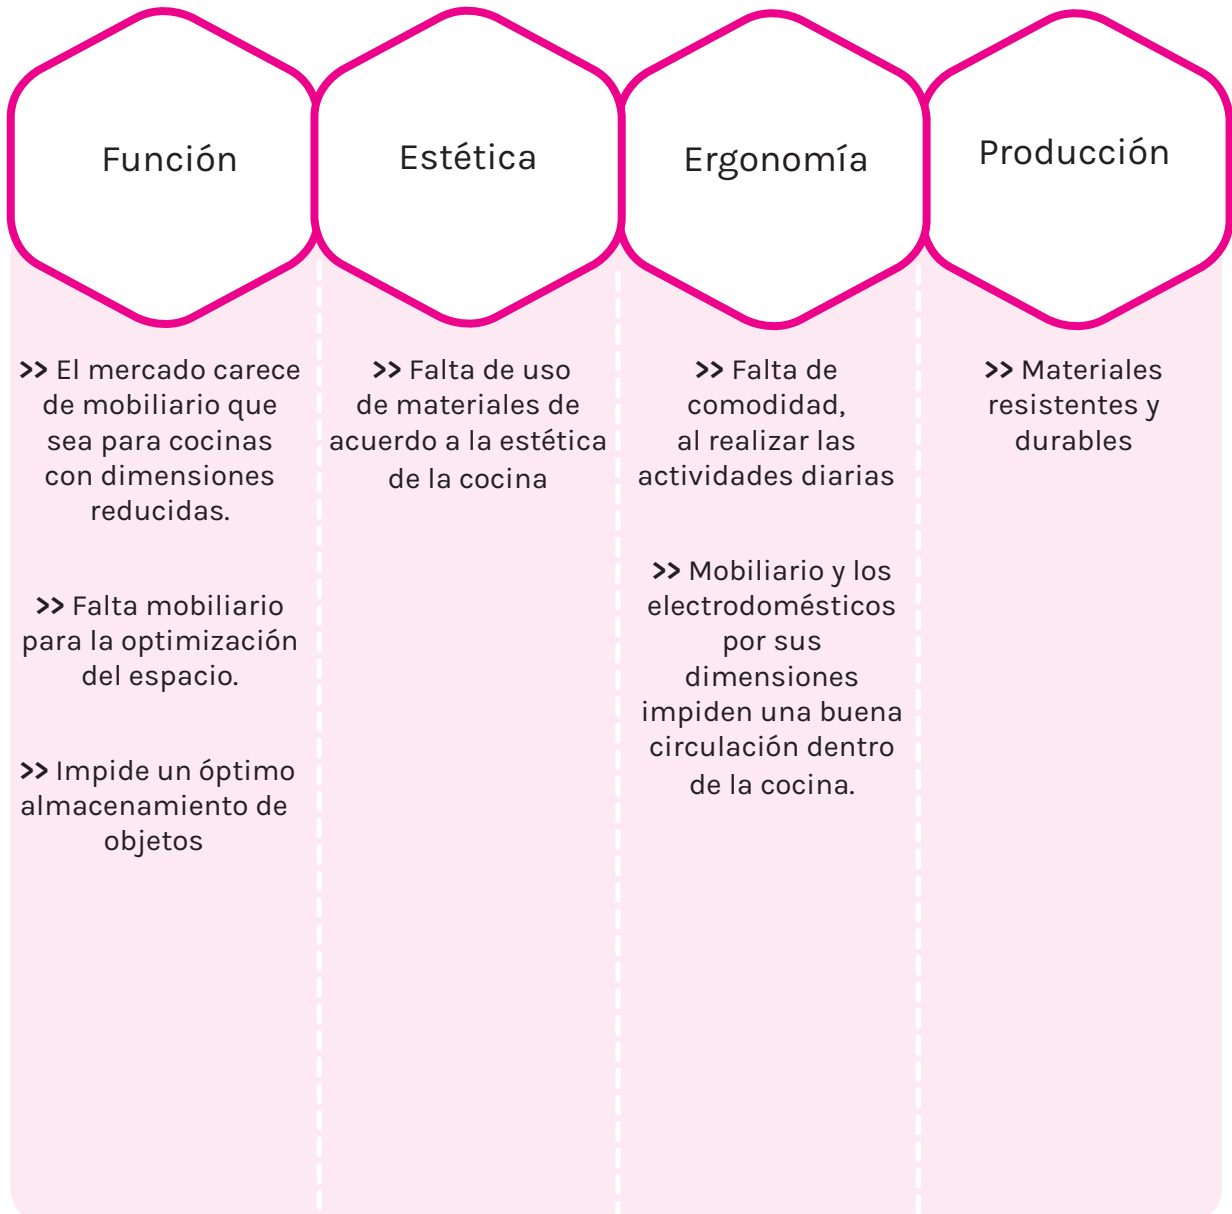 Función
Estética
Ergonomía
Producción
>> El mercado carece
de mobiliario que
sea para cocinas
con dimensiones
reducidas.
>> Falta mobiliario
para la optimización
del espacio.
>> Impide un óptimo
almacenamiento de
objetos
>> Falta de uso
de materiales de
acuerdo a la estética
de la cocina
>> Falta de
comodidad,
al realizar las
actividades diarias
>> Mobiliario y los
electrodomésticos
por sus
dimensiones
impiden una buena
circulación dentro
de la cocina.
>> Materiales
resistentes y
durables